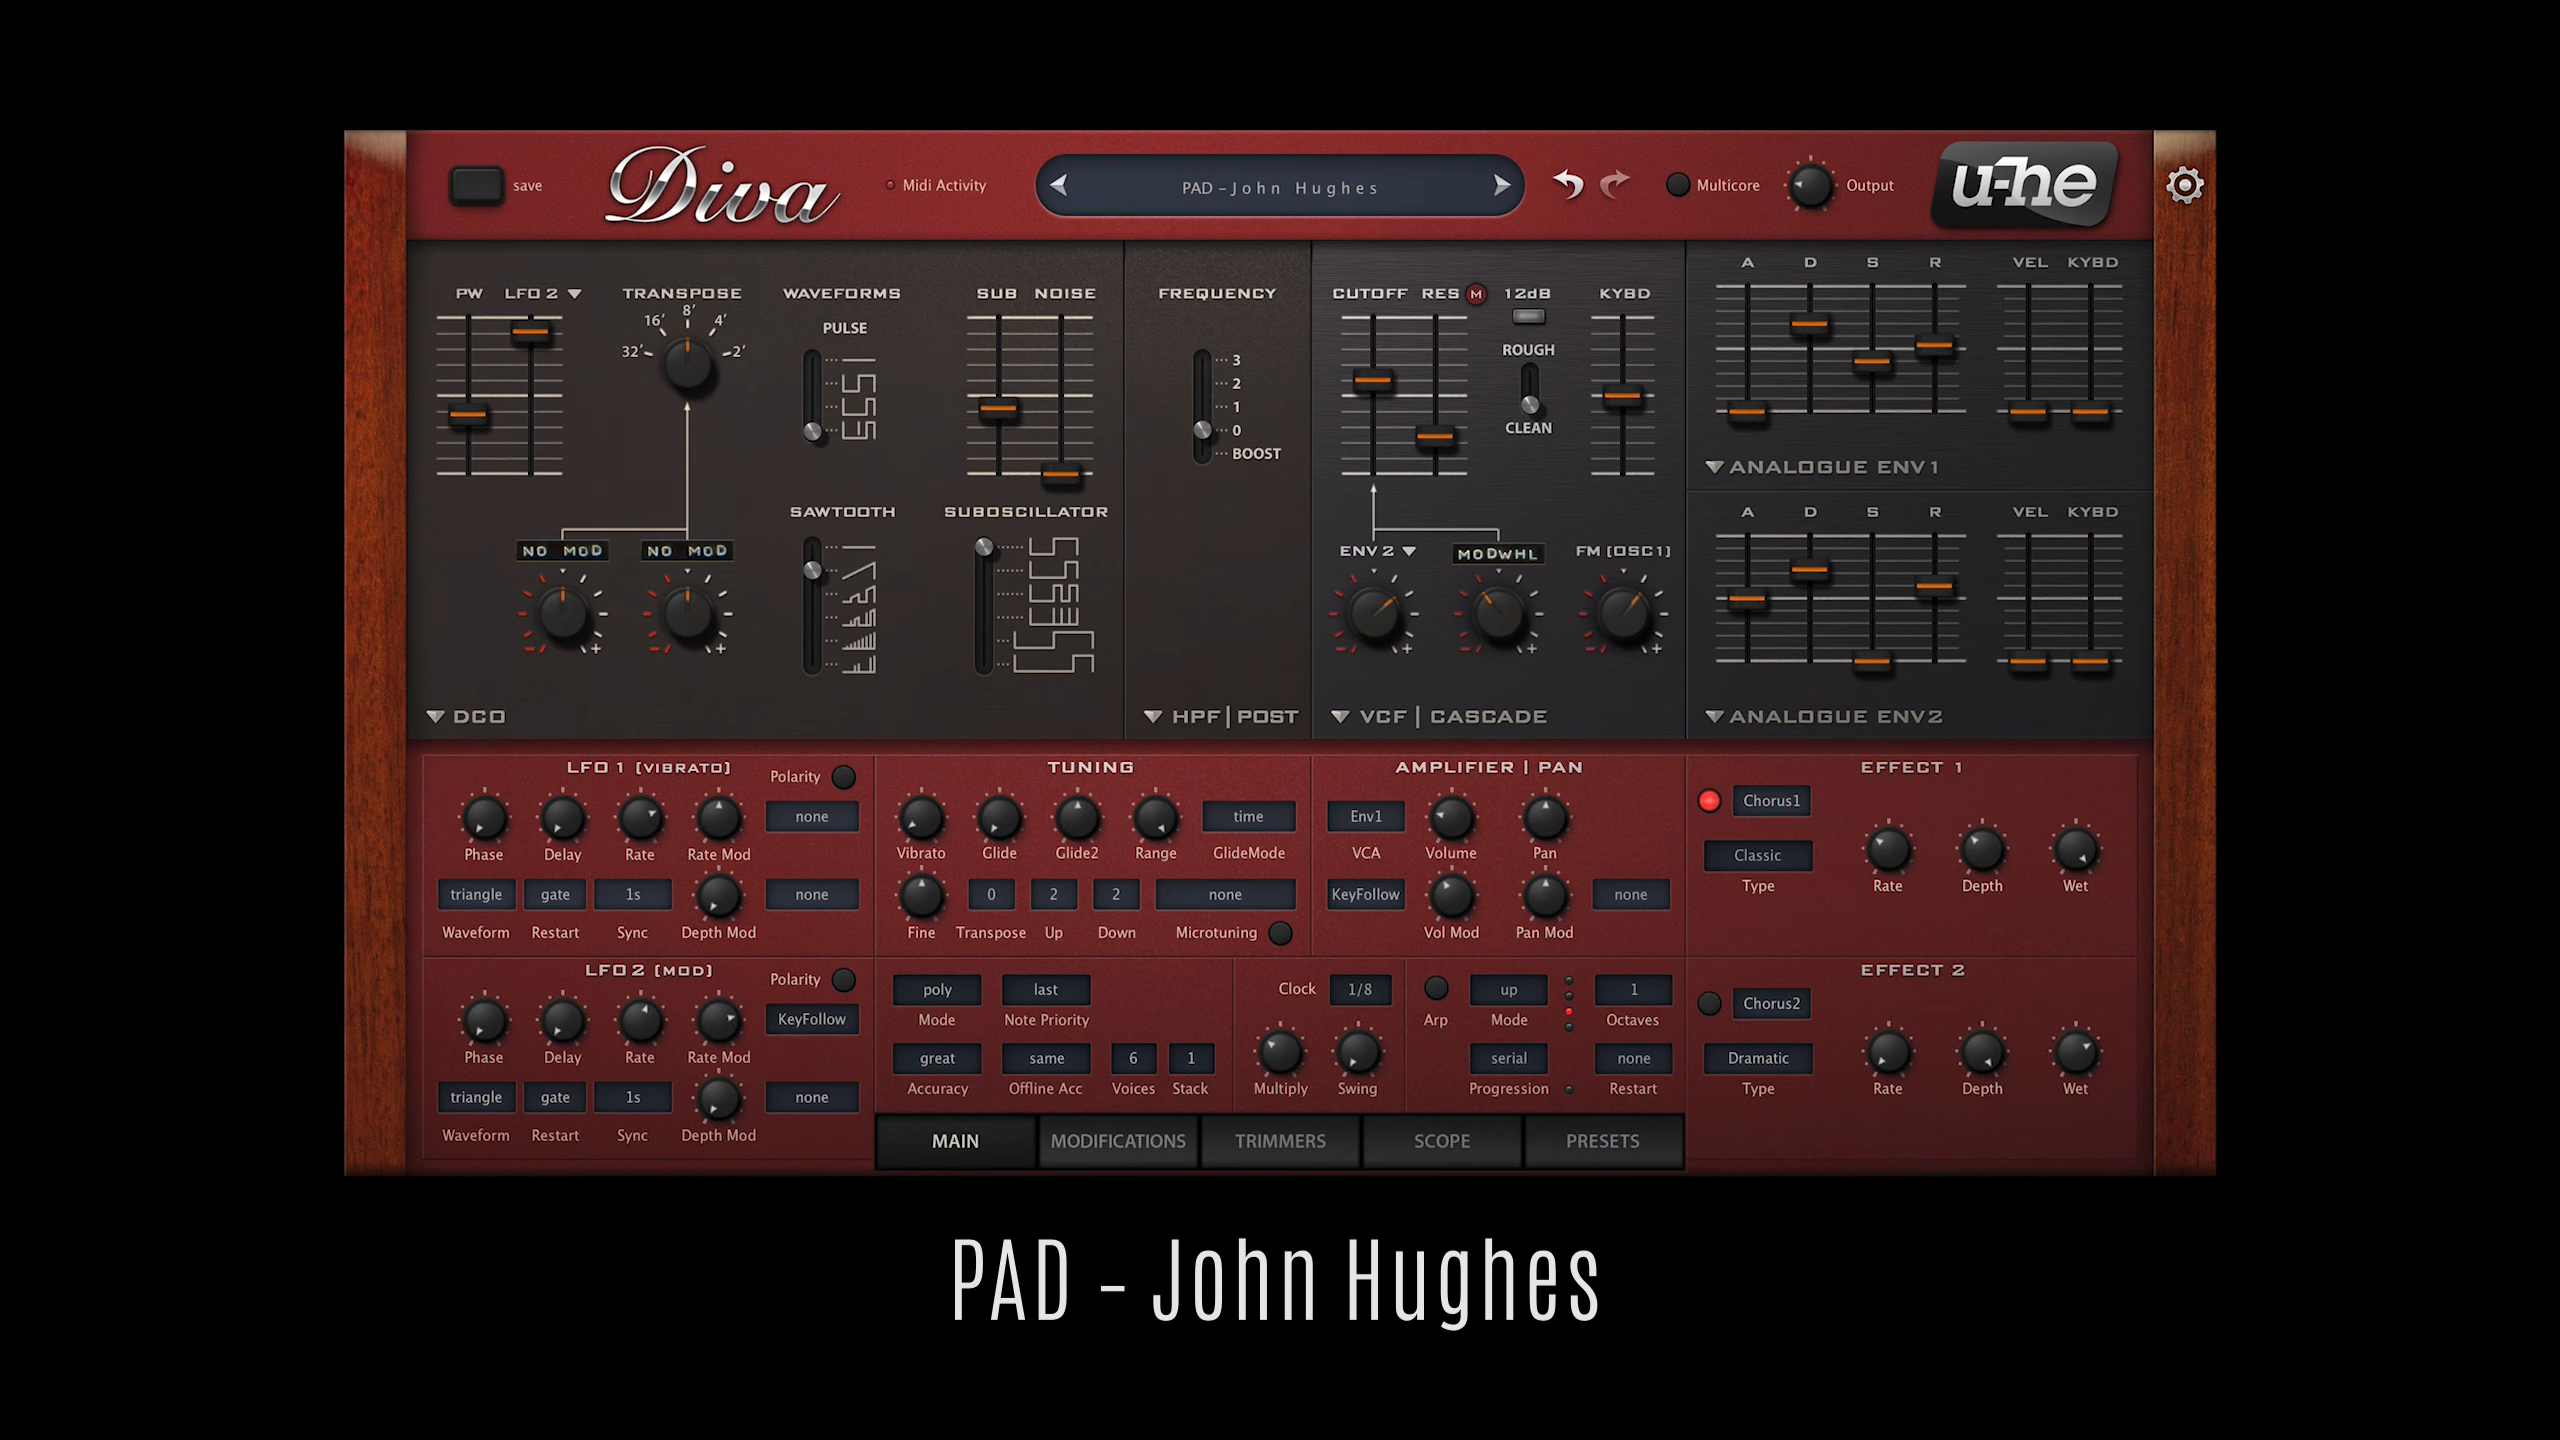 save Diva Midi Activity PAD-John Hughes Multicore Output u-he
PW LFO 2 TRANSPOSE WAVEFORMS SUB NOISE FREQUENCY CUTOFF RES M 12dB KYBD A D S R VEL KYBD
32' 16' 8' 4' 2'
PULSE
3
2
1
0
BOOST
ROUGH
CLEAN
ANALOGUE ENV1
SAWTOOTH SUBOSCILLATOR A D S R VEL KYBD
NO MOD NO MOD ENV 2 MODWHL FM [OSC1]
- + - + - + - + - +
DCO HPF|POST VCF | CASCADE ANALOGUE ENV2
LFO 1 [VIBRATO] Polarity
none
Phase Delay Rate Rate Mod
triangle gate 1s none
Waveform Restart Sync Depth Mod
TUNING
time
Vibrato Glide Glide2 Range GlideMode
0 2 2 none
Fine Transpose Up Down Microtuning
AMPLIFIER | PAN
Env1
VCA Volume Pan
KeyFollow none
Vol Mod Pan Mod
EFFECT 1
Chorus1
Classic
Type Rate Depth Wet
LFO 2 [MOD] Polarity
KeyFollow
Phase Delay Rate Rate Mod
triangle gate 1s none
Waveform Restart Sync Depth Mod
poly last
Mode Note Priority
great same 6 1
Accuracy Offline Acc Voices Stack
Clock 1/8
Multiply Swing
up 1
Arp Mode Octaves
serial none
Progression Restart
EFFECT 2
Chorus2
Dramatic
Type Rate Depth Wet
MAIN MODIFICATIONS TRIMMERS SCOPE PRESETS
PAD - John Hughes